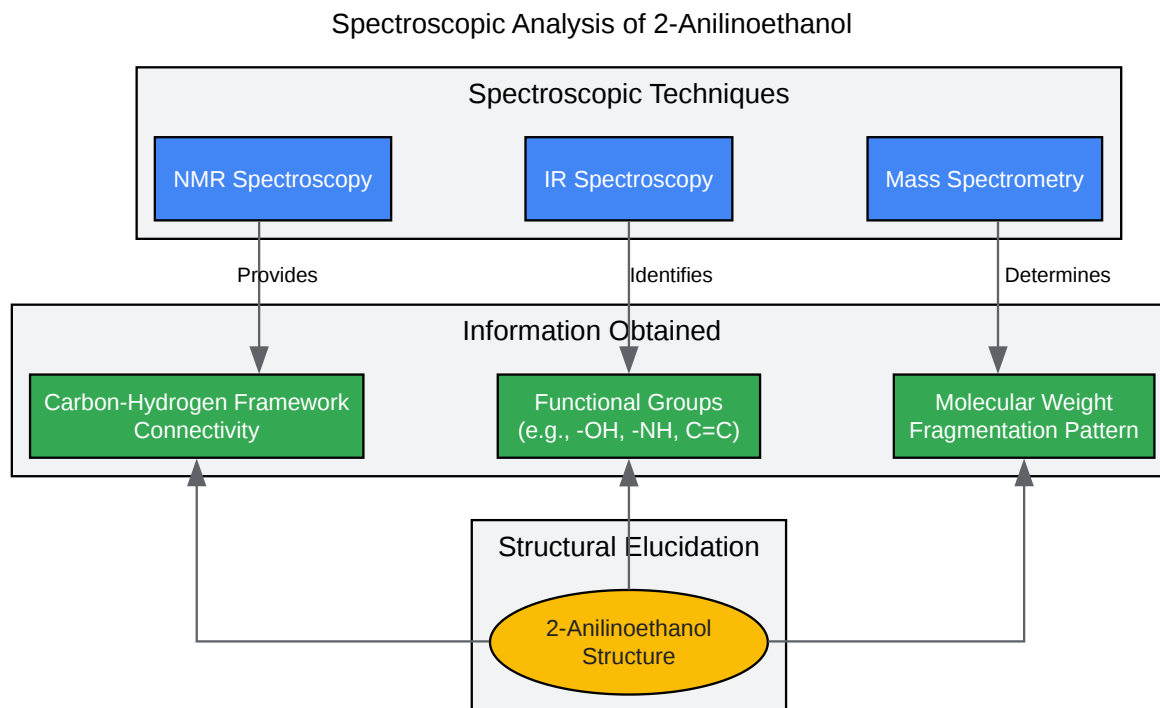 Spectroscopic Analysis of 2-Anilinoethanol
Spectroscopic Techniques
NMR Spectroscopy
IR Spectroscopy
Mass Spectrometry
Provides
Identifies
Determines
Information Obtained
Carbon-Hydrogen Framework
Connectivity
Functional Groups
(e.g., -OH, -NH, C=C)
Molecular Weight
Fragmentation Pattern
Structural Elucidation
2-Anilinoethanol
Structure